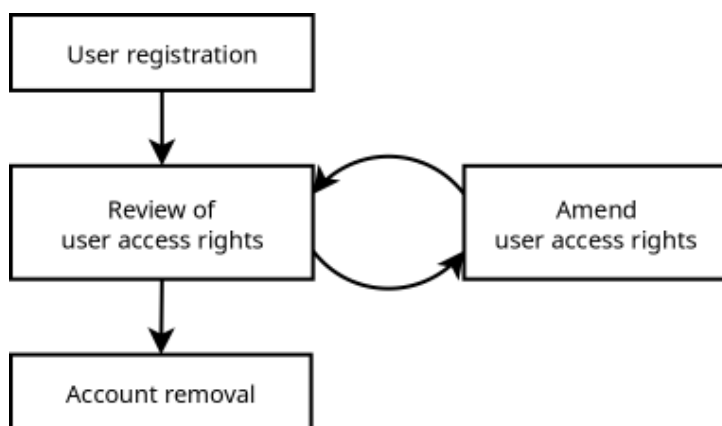 User registration
Review of
user access rights
Amend
user access rights
Account removal